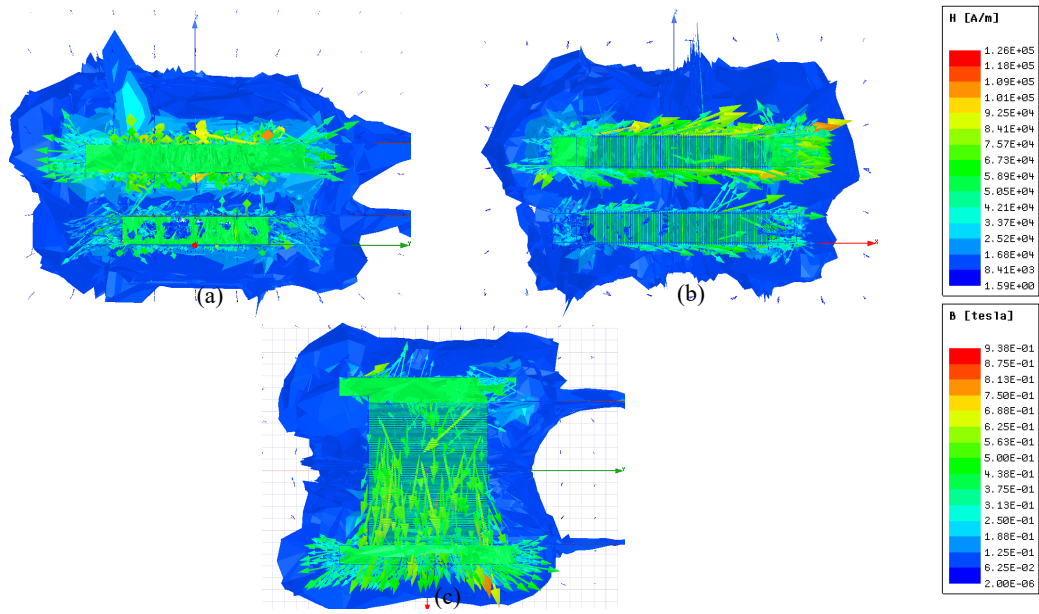 Z
Y
(a)
Z
X
(b)
Y
(c)
H [A/m]
1.26E+05
1.18E+05
1.09E+05
1.01E+05
9.25E+04
8.41E+04
7.57E+04
6.73E+04
5.89E+04
5.05E+04
4.21E+04
3.37E+04
2.52E+04
1.68E+04
8.41E+03
1.59E+00
B [tesla]
9.38E-01
8.75E-01
8.13E-01
7.50E-01
6.88E-01
6.25E-01
5.63E-01
5.00E-01
4.38E-01
3.75E-01
3.13E-01
2.50E-01
1.88E-01
1.25E-01
6.25E-02
2.00E-06